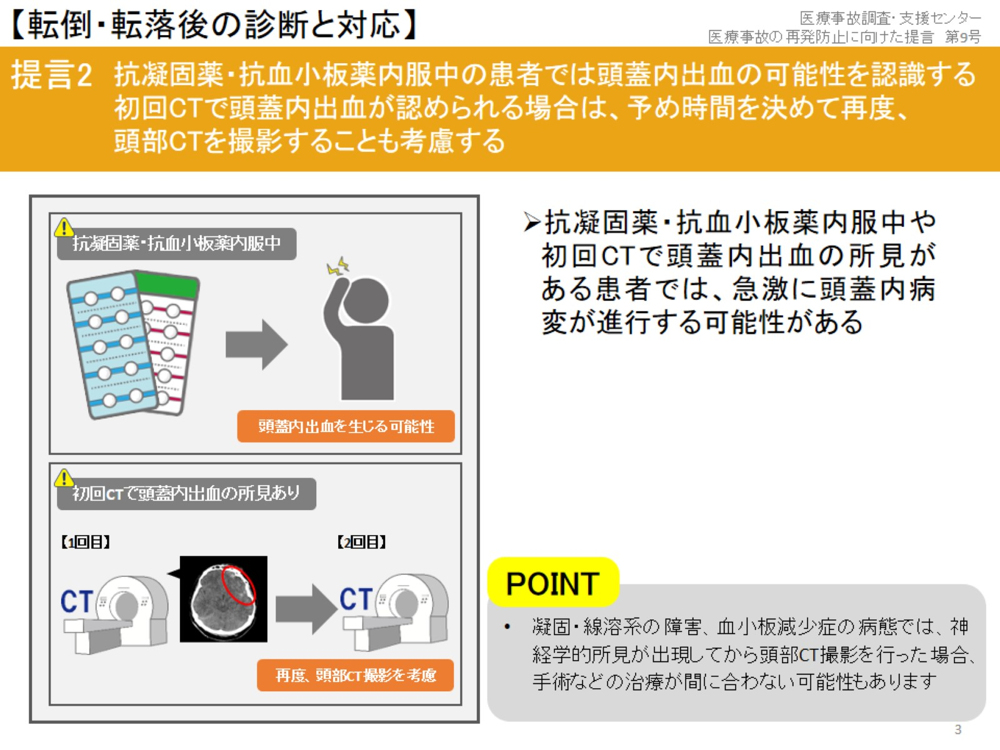 【転倒・転落後の診断と対応】
医療事故調査・支援センター
医療事故の再発防止に向けた提言 第9号
提言2 抗凝固薬・抗血小板薬内服中の患者では頭蓋内出血の可能性を認識する
初回CTで頭蓋内出血が認められる場合は、予め時間を決めて再度、
頭部CTを撮影することも考慮する
抗凝固薬・抗血小板薬内服中
頭蓋内出血を生じる可能性
初回CTで頭蓋内出血の所見あり
【1回目】
【2回目】
CT
CT
再度、頭部CT撮影を考慮
➢抗凝固薬・抗血小板薬内服中や
初回CTで頭蓋内出血の所見が
ある患者では、急激に頭蓋内病
変が進行する可能性がある
POINT
• 凝固・線溶系の障害、血小板減少症の病態では、神
経学的所見が出現してから頭部CT撮影を行った場合、
手術などの治療が間に合わない可能性もあります
3